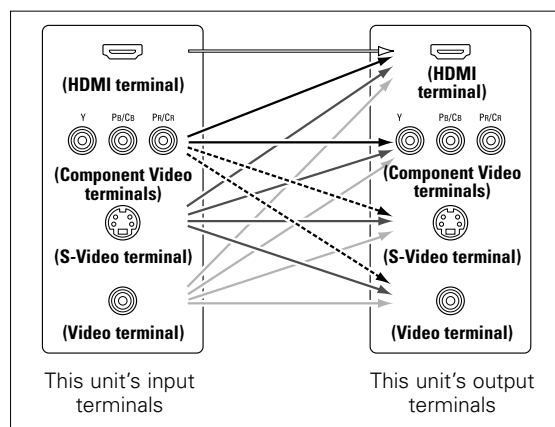 (HDMI terminal)
Y PB/CB PR/CR
(Component Video
terminals)
(S-Video terminal)
(Video terminal)
This unit's input
terminals
(HDMI
terminal)
Y PB/CB PR/CR
(Component Video
terminals)
(S-Video terminal)
(Video terminal)
This unit's output
terminals